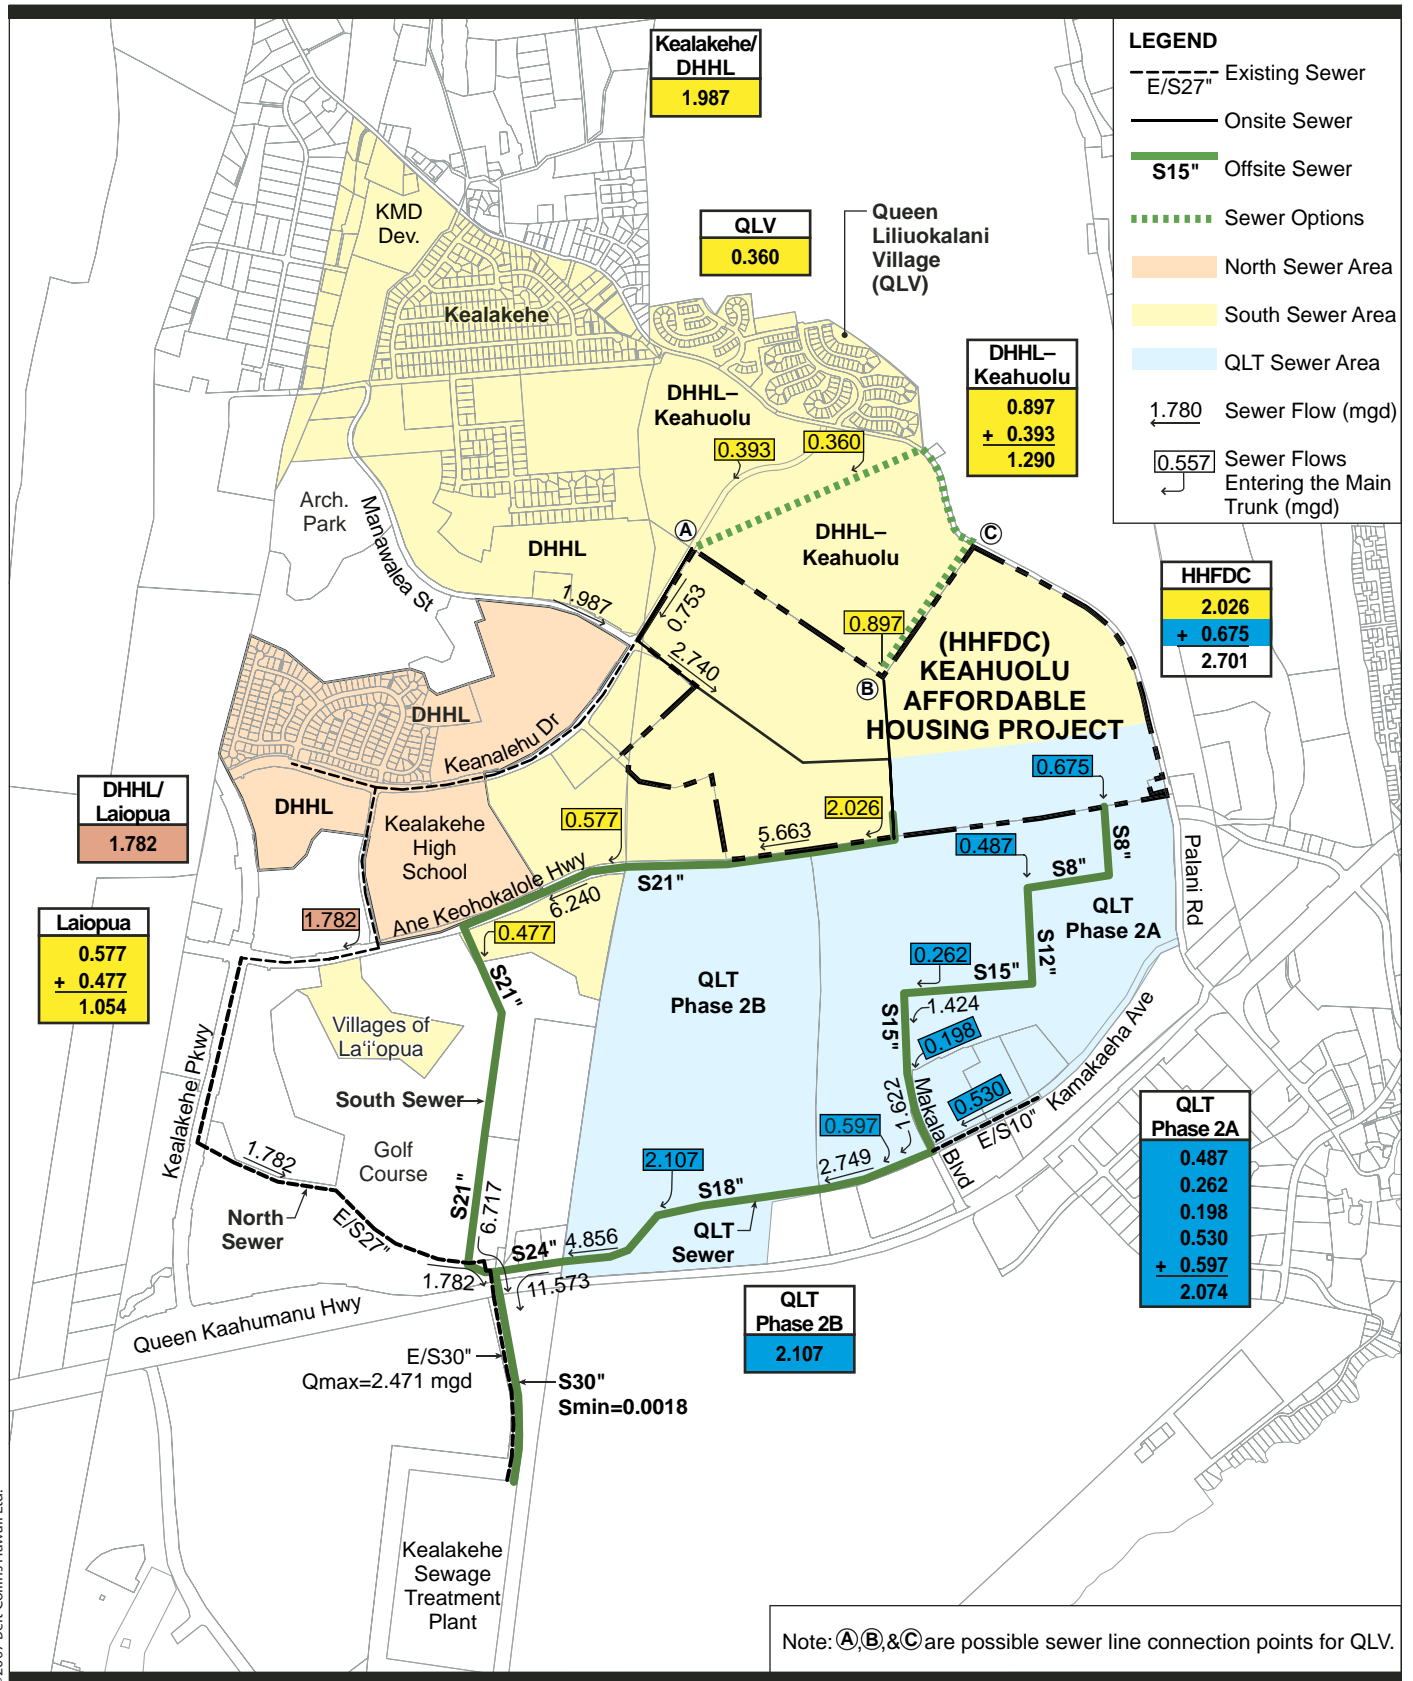 Kealakehe/
DHHL
1.987
LEGEND
Existing Sewer
E/S27"
Onsite Sewer
Offsite Sewer
S15"
Sewer Options
North Sewer Area
South Sewer Area
QLT Sewer Area
1.780
Sewer Flow (mgd)
0.557
Sewer Flows
Entering the Main
Trunk (mgd)
KMD
Dev.
QLV
0.360
Queen
Liliuokalani
Village
(QLV)
Kealakehe
DHHL–
Keahuolu
0.897
+ 0.393
1.290
DHHL–
Keahuolu
0.393
0.360
Arch.
Park
Manawalea St
DHHL
A
DHHL–
Keahuolu
C
1.987
0.753
2.740
0.897
B
(HHFDC)
KEAHUOLU
AFFORDABLE
HOUSING PROJECT
HHFDC
2.026
+ 0.675
2.701
DHHL
Keanalehu Dr
0.675
DHHL/
Laiopua
1.782
DHHL
Kealakehe
High
School
0.577
2.026
5.663
0.487
S8"
S8"
Palani Rd
Ane Keohokalole Hwy
S21"
6.240
QLT
Phase 2A
Laiopua
0.577
+ 0.477
1.054
1.782
0.477
S21"
QLT
Phase 2B
0.262
S15"
S12"
1.424
S15"
0.198
Villages of
La‘i‘opua
Kealakehe Pkwy
South Sewer
1.622
Makala Blvd
0.530
E/S10"
Kamakaeha Ave
QLT
Phase 2A
0.487
0.262
0.198
0.530
+ 0.597
2.074
Golf
Course
1.782
0.597
2.749
2.107
S18"
S21"
6.717
North
Sewer
E/S27"
QLT
Sewer
S24"
4.856
1.782
11.573
Queen Kaahumanu Hwy
QLT
Phase 2B
2.107
E/S30"
Qmax=2.471 mgd
S30"
Smin=0.0018
Kealakehe
Sewage
Treatment
Plant
Note: A,B,&C are possible sewer line connection points for QLV.